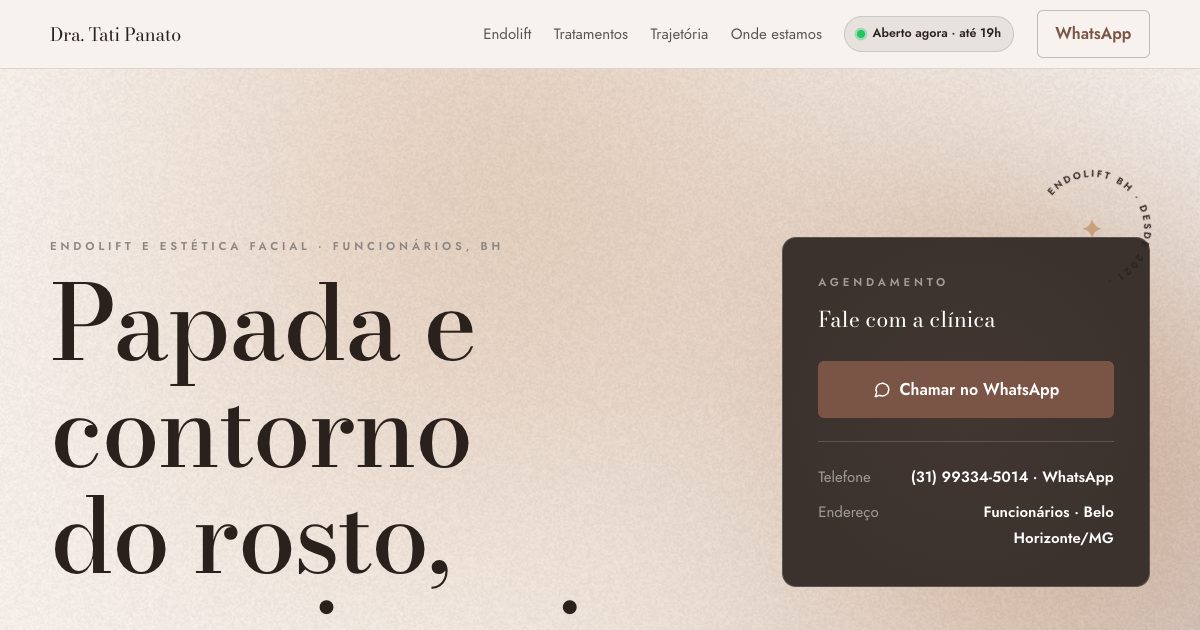 Dra. Tati Panato
Endolift
Tratamentos
Trajetória
Onde estamos
Aberto agora · até 19h
WhatsApp
ENDOLIFT E ESTÉTICA FACIAL · FUNCIONÁRIOS, BH
Papada e
contorno
do rosto,
ENDOLIFT BH · DESDE 2021 ·
AGENDAMENTO
Fale com a clínica
Chamar no WhatsApp
Telefone (31) 99334-5014 · WhatsApp
Endereço Funcionários · Belo
Horizonte/MG